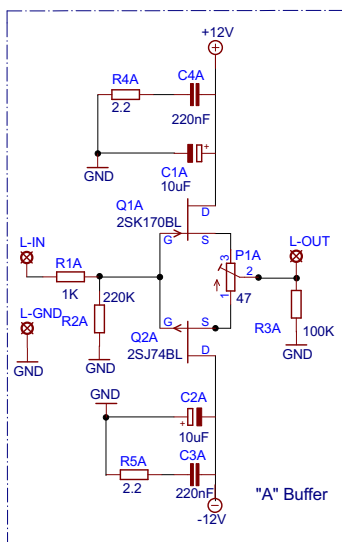 +12V
R4A
C4A
2.2
220nF
GND
C1A
10uF
+
Q1A
D
2SK170BL
G
S
P1A
3
2
1
47
L-IN
R1A
1K
220K
L-GND
R2A
GND
GND
L-OUT
R3A
100K
GND
G
S
Q2A
D
2SJ74BL
GND
C2A
+
10uF
C3A
R5A
2.2
220nF
-12V
"A" Buffer